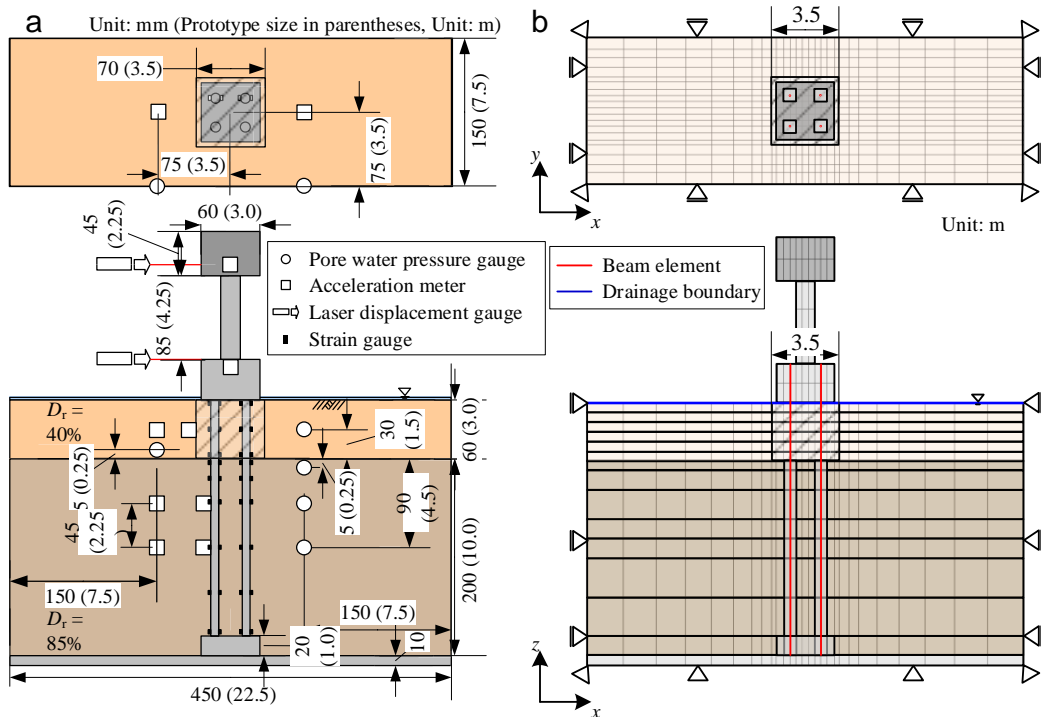 a
Unit: mm (Prototype size in parentheses, Unit: m)
70 (3.5)
75 (3.5)
75 (3.5)
150 (7.5)
60 (3.0)
45
(2.25)
85 (4.25)
Pore water pressure gauge
Acceleration meter
Laser displacement gauge
Strain gauge
Dr =
40%
5 (0.25)
45
(2.25
30
(1.5)
60 (3.0)
5 (0.25)
90
(4.5)
200 (10.0)
150 (7.5)
150 (7.5)
Dr =
85%
20
(1.0)
10
450 (22.5)
b
3.5
y
x
Unit: m
Beam element
Drainage boundary
3.5
z
x